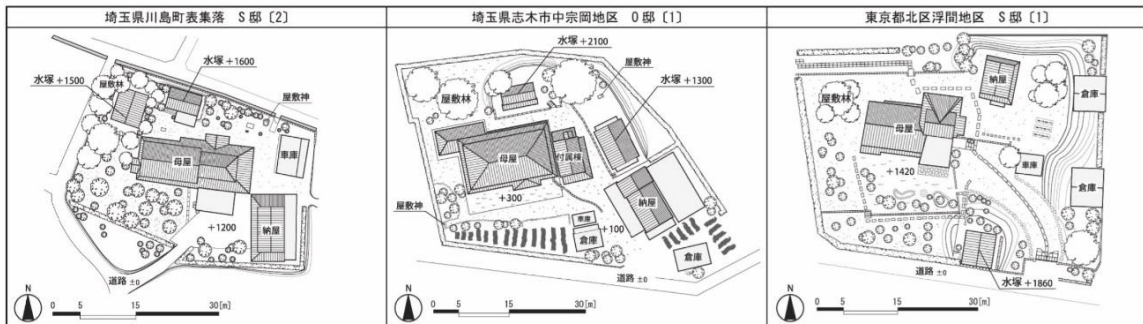 埼玉県川島町表集落 S邸[2]
水塚+1600
屋敷林
水塚+1500
屋敷神
母屋
車庫
納屋
+1200
道路 ±0
N
0 5 15 30[m]
埼玉県志木市中宗岡地区 O邸[1]
水塚+2100
屋敷神
屋敷林
水塚+1300
母屋
付属棟
+300
納屋
屋敷神
車庫
+100
倉庫
倉庫
道路 ±0
N
0 5 15 30[m]
東京都北区浮間地区 S邸[1]
納屋
倉庫
屋敷林
母屋
車庫
+1420
倉庫
道路 ±0
水塚+1860
N
0 5 15 30[m]